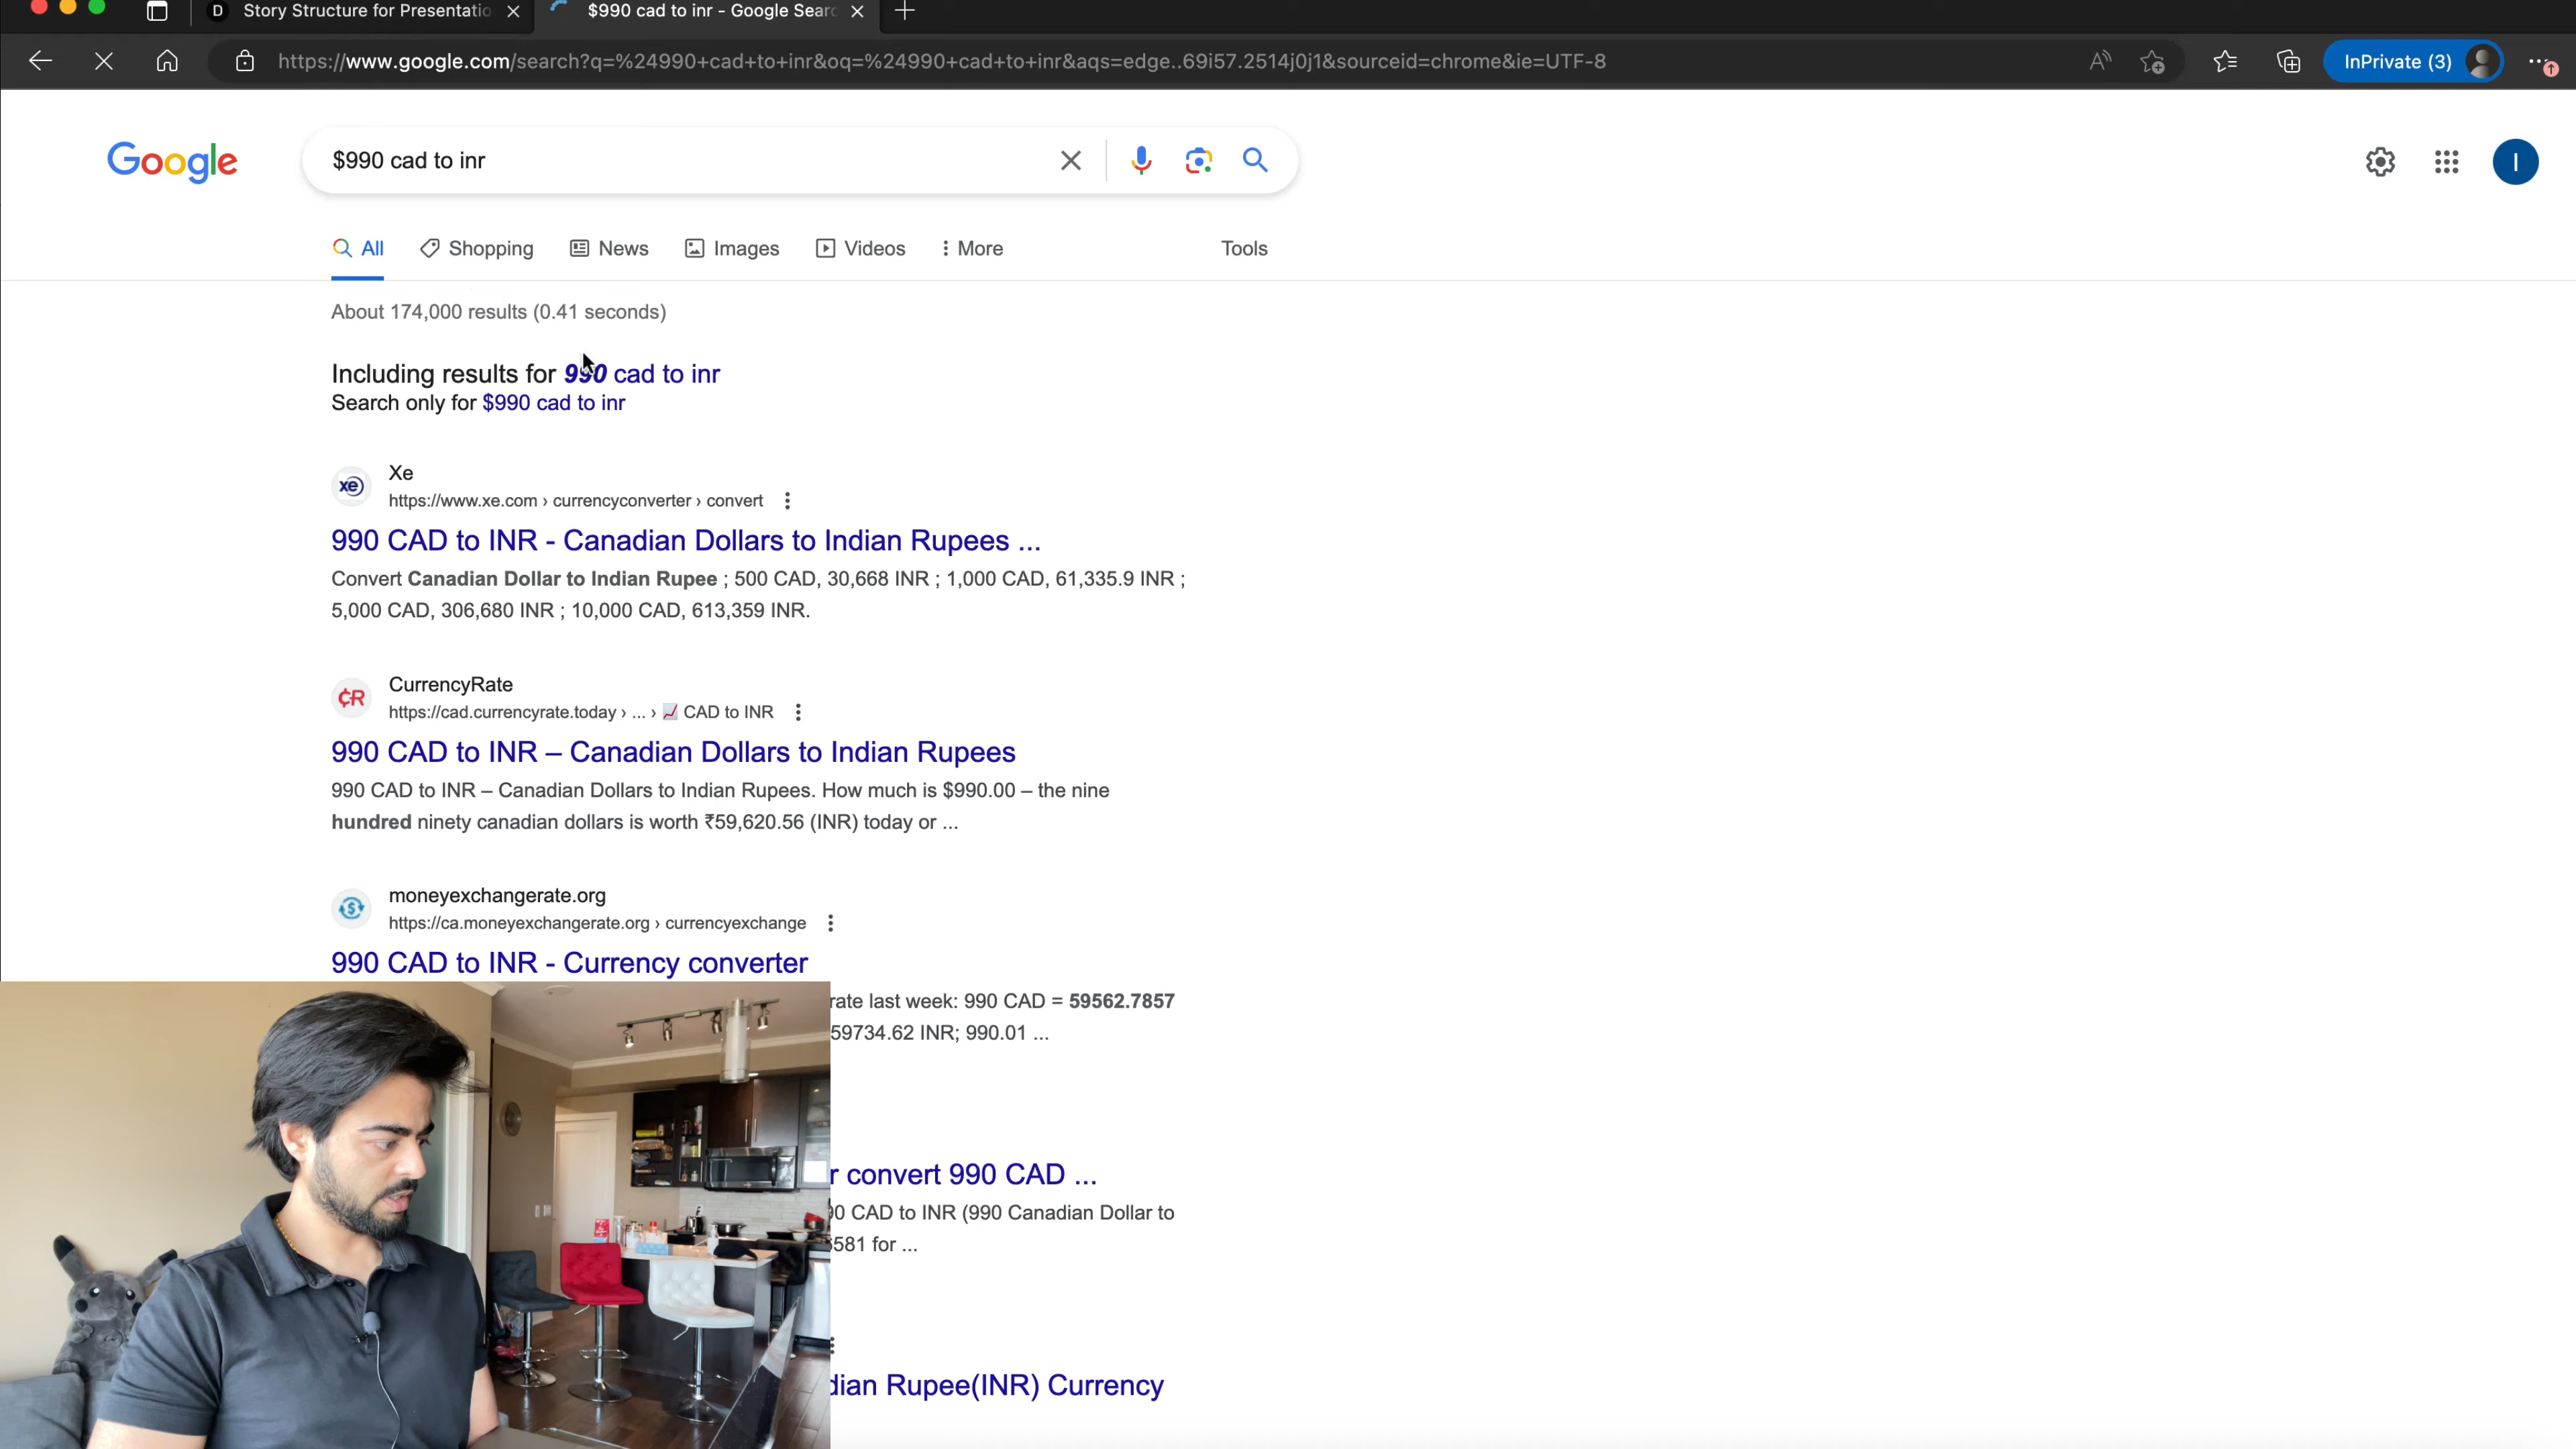 D Story Structure for Presentatio
$990 cad to inr - Google Searc
https://www.google.com/search?q=%24990+cad+to+inr&oq=%24990+cad+to+inr&aqs=edge..69i57.2514j0j1&sourceid=chrome&ie=UTF-8
InPrivate (3)
Google
$990 cad to inr
I
All Shopping News Images Videos More Tools
About 174,000 results (0.41 seconds)
Including results for 990 cad to inr
Search only for $990 cad to inr
xe
Xe
https://www.xe.com › currencyconverter › convert
990 CAD to INR - Canadian Dollars to Indian Rupees ...
Convert Canadian Dollar to Indian Rupee ; 500 CAD, 30,668 INR ; 1,000 CAD, 61,335.9 INR ;
5,000 CAD, 306,680 INR ; 10,000 CAD, 613,359 INR.
¢R
CurrencyRate
https://cad.currencyrate.today › ... › CAD to INR
990 CAD to INR – Canadian Dollars to Indian Rupees
990 CAD to INR – Canadian Dollars to Indian Rupees. How much is $990.00 – the nine
hundred ninety canadian dollars is worth ₹59,620.56 (INR) today or ...
moneyexchangerate.org
https://ca.moneyexchangerate.org › currencyexchange
990 CAD to INR - Currency converter
rate last week: 990 CAD = 59562.7857
59734.62 INR; 990.01 ...
r convert 990 CAD ...
0 CAD to INR (990 Canadian Dollar to
581 for ...
dian Rupee(INR) Currency